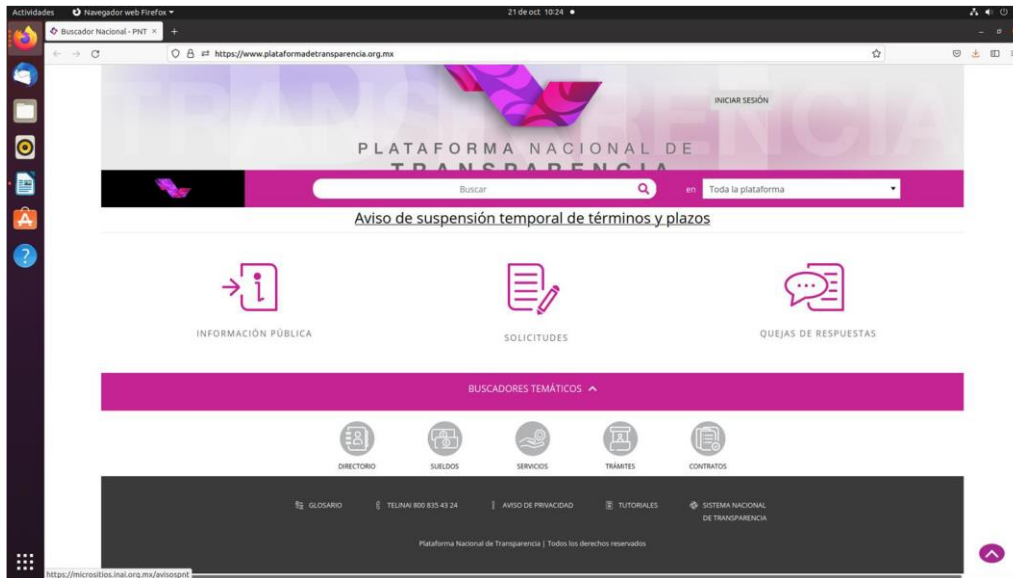 Actividades
Navegador web Firefox
21 de oct 10:24
Buscador Nacional - PNT
https://www.plataformadetransparencia.org.mx
TRANSPARENCIA
INICIAR SESIÓN
PLATAFORMA NACIONAL DE
TRANSPARENCIA
Buscar
en
Toda la plataforma
Aviso de suspensión temporal de términos y plazos
INFORMACIÓN PÚBLICA
SOLICITUDES
QUEJAS DE RESPUESTAS
BUSCADORES TEMÁTICOS
DIRECTORIO
SUELDOS
SERVICIOS
TRÁMITES
CONTRATOS
GLOSARIO
TELINAI 800 835 43 24
AVISO DE PRIVACIDAD
TUTORIALES
SISTEMA NACIONAL
DE TRANSPARENCIA
Plataforma Nacional de Transparencia | Todos los derechos reservados
https://micrositios.inai.org.mx/avisospnt